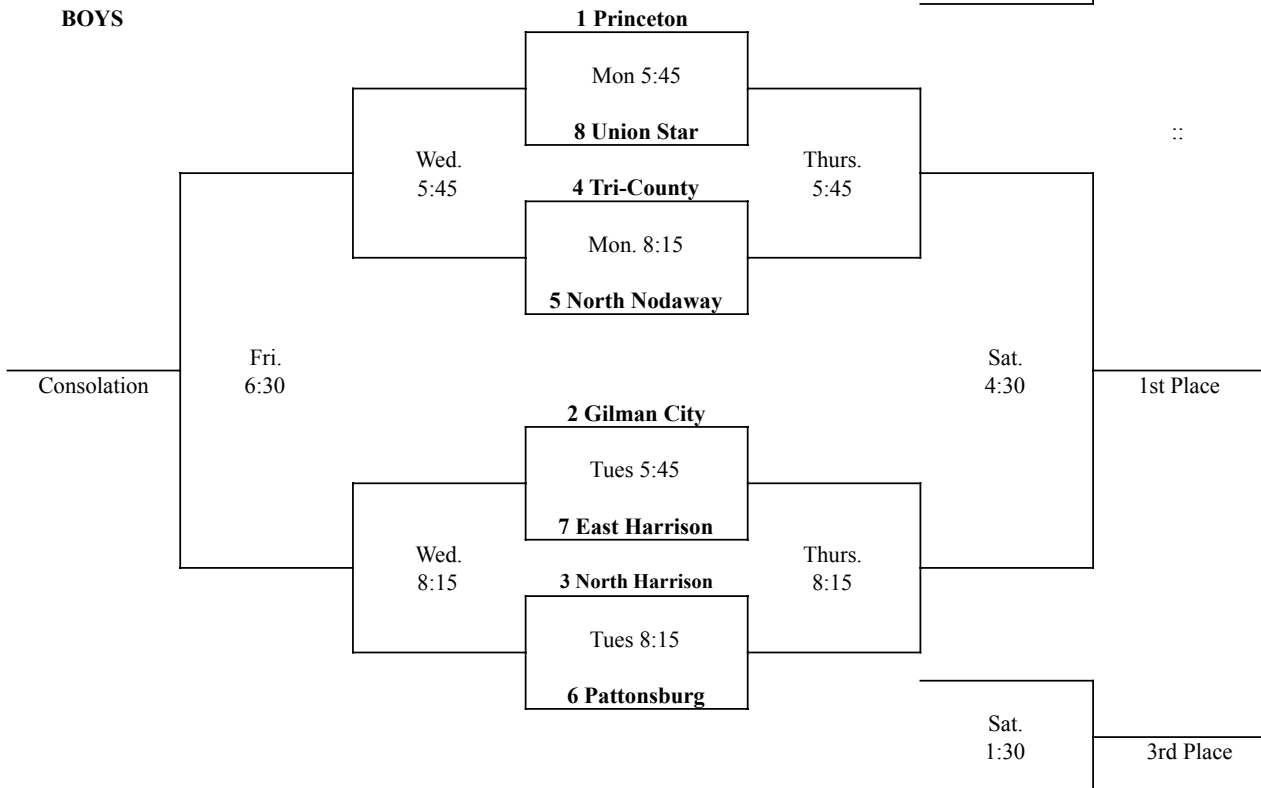 BOYS
1 Princeton
Mon 5:45
8 Union Star
::
Wed.
5:45
Thurs.
5:45
4 Tri-County
Mon. 8:15
5 North Nodaway
Fri.
6:30
Sat.
4:30
Consolation
1st Place
2 Gilman City
Tues 5:45
7 East Harrison
Wed.
8:15
Thurs.
8:15
3 North Harrison
Tues 8:15
6 Pattonsburg
Sat.
1:30
3rd Place